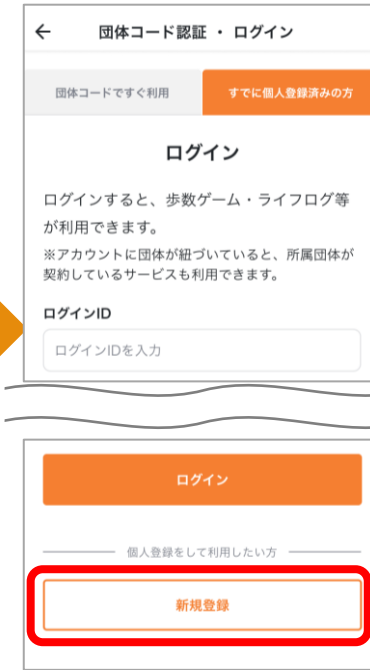 ← 団体コード認証 ・ ログイン
団体コードですぐ利用
すでに個人登録済みの方
ログイン
ログインすると、歩数ゲーム・ライフログ等
が利用できます。
※アカウントに団体が紐づいていると、所属団体が
契約しているサービスも利用できます。
ログインID
ログインIDを入力
ログイン
個人登録をして利用したい方
新規登録